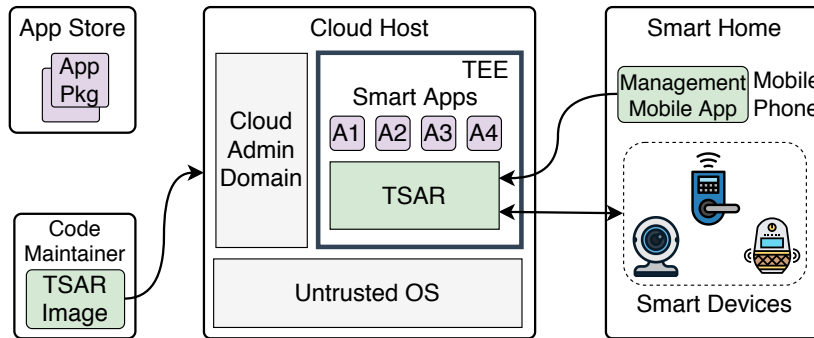 App Store
App
Pkg
Code
Maintainer
TSAR
Image
Cloud Host
Cloud
Admin
Domain
TEE
Smart Apps
A1 A2 A3 A4
TSAR
Untrusted OS
Smart Home
Management
Mobile App
Mobile
Phone
Smart Devices